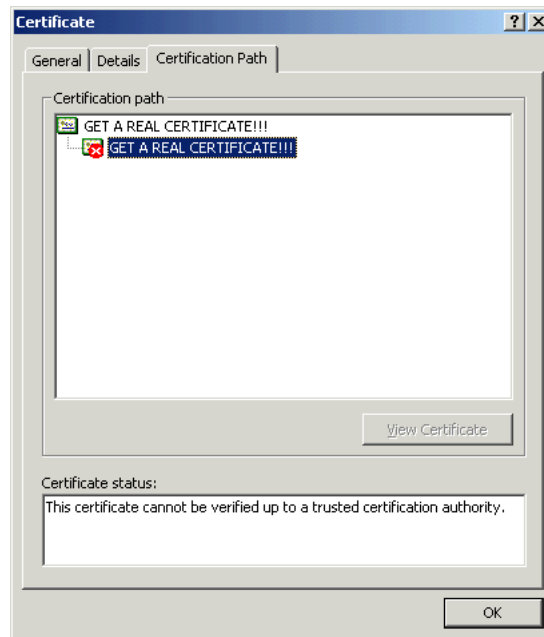 Certificate
General
Details
Certification Path
Certification path
GET A REAL CERTIFICATE!!!
GET A REAL CERTIFICATE!!!
View Certificate
Certificate status:
This certificate cannot be verified up to a trusted certification authority.
OK